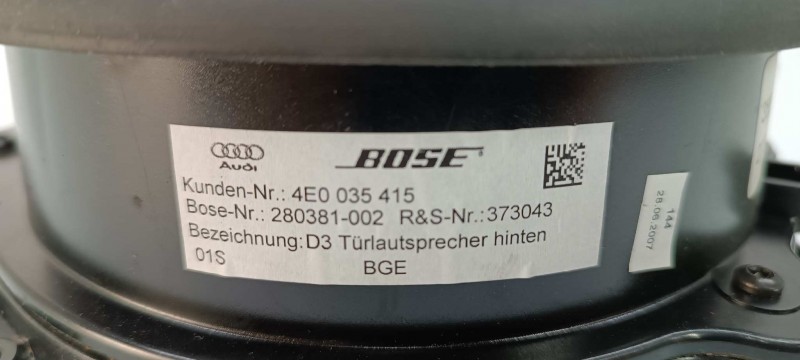 Audi
BOSE
Kunden-Nr.: 4E0 035 415
Bose-Nr.: 280381-002 R&S-Nr.:373043
Bezeichnung:D3 Türlautsprecher hinten
01S BGE
144
28.06.2007